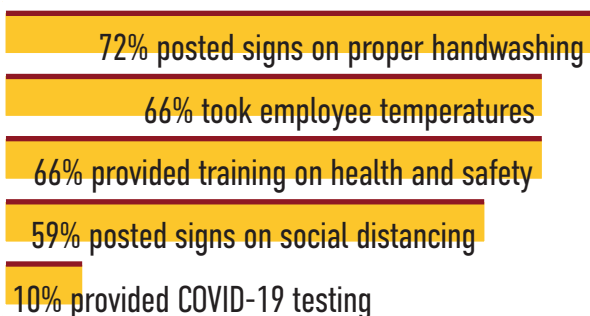 72% posted signs on proper handwashing
66% took employee temperatures
66% provided training on health and safety
59% posted signs on social distancing
10% provided COVID-19 testing